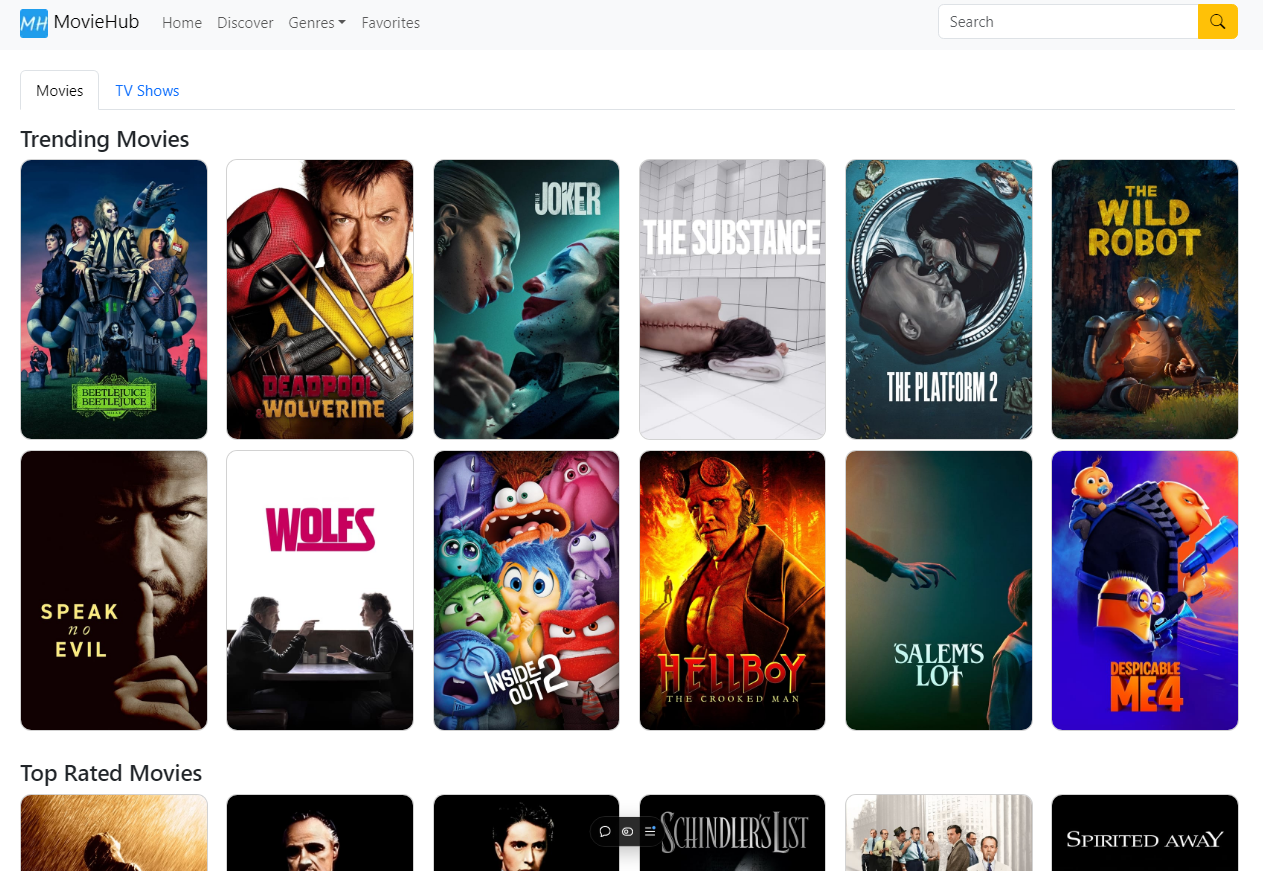 MH MovieHub Home Discover Genres Favorites Search
Movies TV Shows
Trending Movies
BEETLEJUICE
BEETLEJUICE
DEADPOOL
& WOLVERINE
JOKER
THE SUBSTANCE
THE PLATFORM 2
THE
WILD
ROBOT
SPEAK
no
EVIL
WOLFS
INSIDE
OUT 2
HELLBOY
THE CROOKED MAN
'SALEM'S
LOT
DESPICABLE
ME4
Top Rated Movies
SCHINDLER'S LIST
SPIRITED AWAY